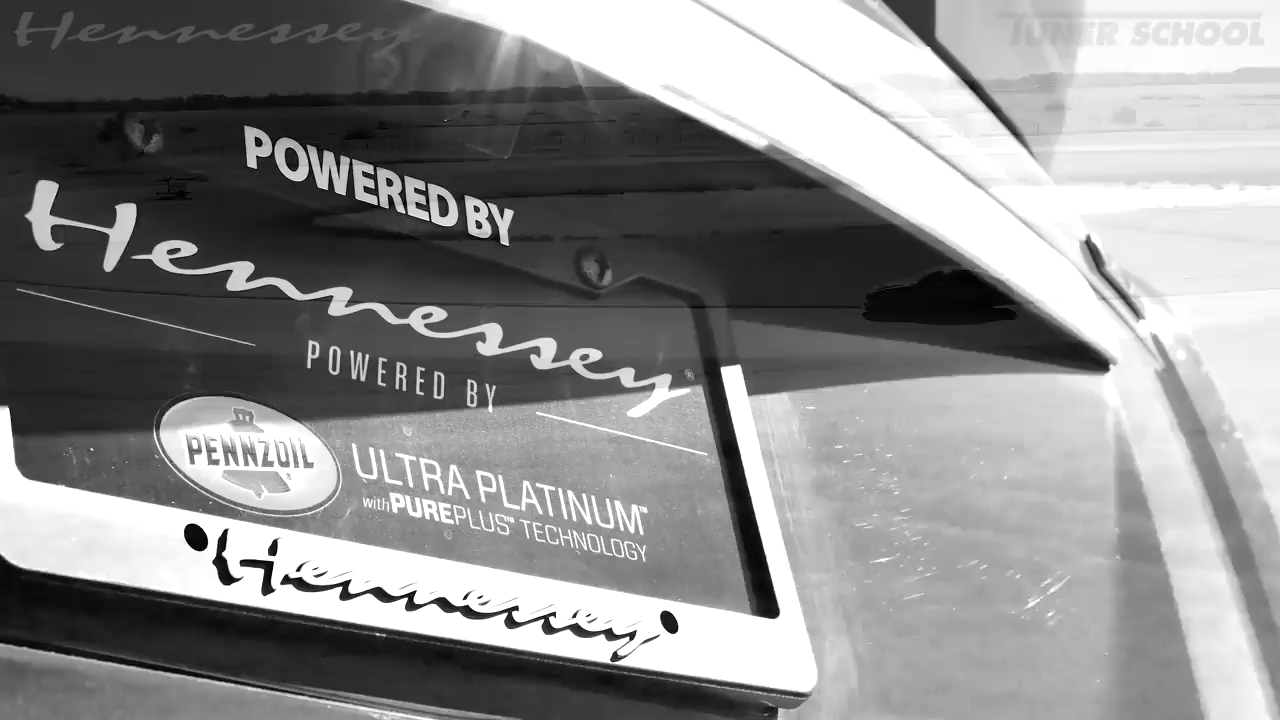 Hennessey
TUNER SCHOOL
POWERED BY
Hennessey®
POWERED BY
PENNZOIL®
ULTRA PLATINUM™
with PUREPLUS™ TECHNOLOGY
Hennessey